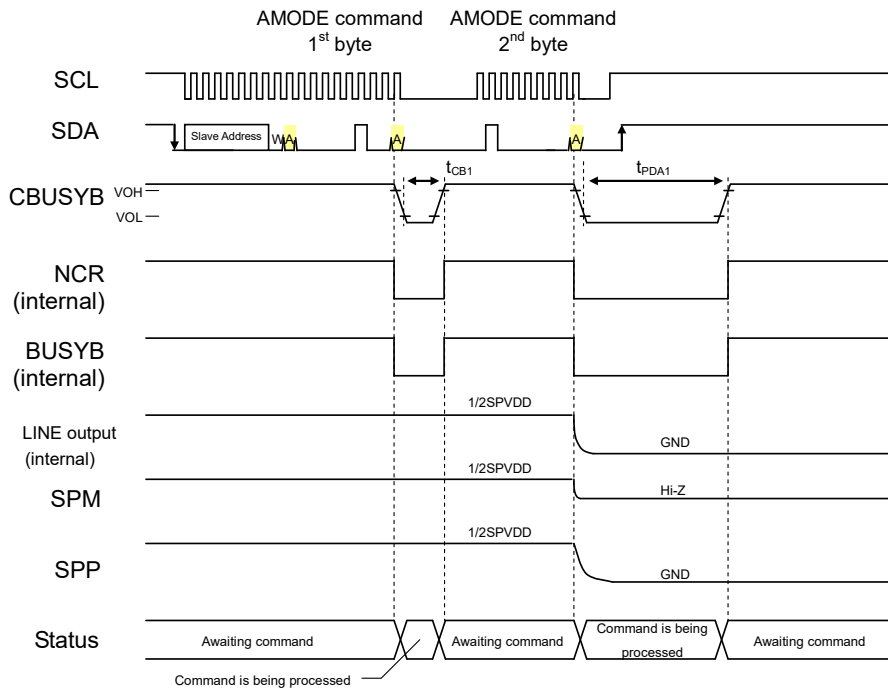 AMODE command
1st byte
AMODE command
2nd byte
SCL
SDA
Slave Address
W
A
A
A
tCB1
tPDA1
CBUSYB
VOH
VOL
NCR
(internal)
BUSYB
(internal)
1/2SPVDD
LINE output
(internal)
GND
1/2SPVDD
SPM
Hi-Z
1/2SPVDD
SPP
GND
Status
Awaiting command
Awaiting command
Command is being
processed
Awaiting command
Command is being processed